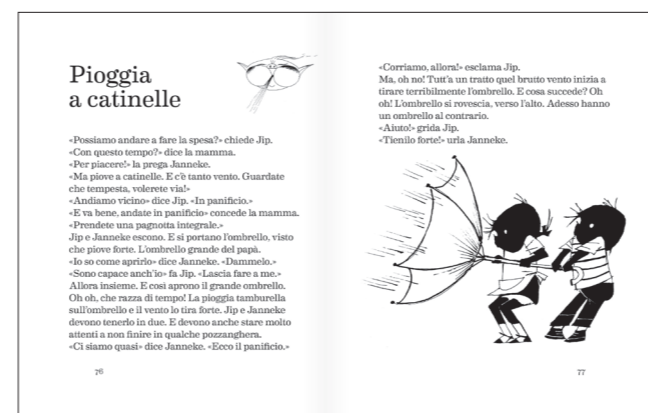 Pioggia
a catinelle
«Possiamo andare a fare la spesa?» chiede Jip.
«Con questo tempo?» dice la mamma.
«Per piacere!» la prega Janneke.
«Ma piove a catinelle. E c'è tanto vento. Guardate
che tempesta, volerete via!»
«Andiamo vicino» dice Jip. «In panificio.»
«E va bene, andate in panificio» concede la mamma.
«Prendete una pagnotta integrale.»
Jip e Janneke escono. E si portano l'ombrello, visto
che piove forte. L'ombrello grande del papà.
«Io so come aprirlo» dice Janneke. «Dammelo.»
«Sono capace anch'io» fa Jip. «Lascia fare a me.»
Allora insieme. E così aprono il grande ombrello.
Oh oh, che razza di tempo! La pioggia tamburella
sull'ombrello e il vento lo tira forte. Jip e Janneke
devono tenerlo in due. E devono anche stare molto
attenti a non finire in qualche pozzanghera.
«Ci siamo quasi» dice Janneke. «Ecco il panificio.»
76
«Corriamo, allora!» esclama Jip.
Ma, oh no! Tutt'a un tratto quel brutto vento inizia a
tirare terribilmente l'ombrello. E cosa succede? Oh
oh! L'ombrello si rovescia, verso l'alto. Adesso hanno
un ombrello al contrario.
«Aiuto!» grida Jip.
«Tienilo forte!» urla Janneke.
77